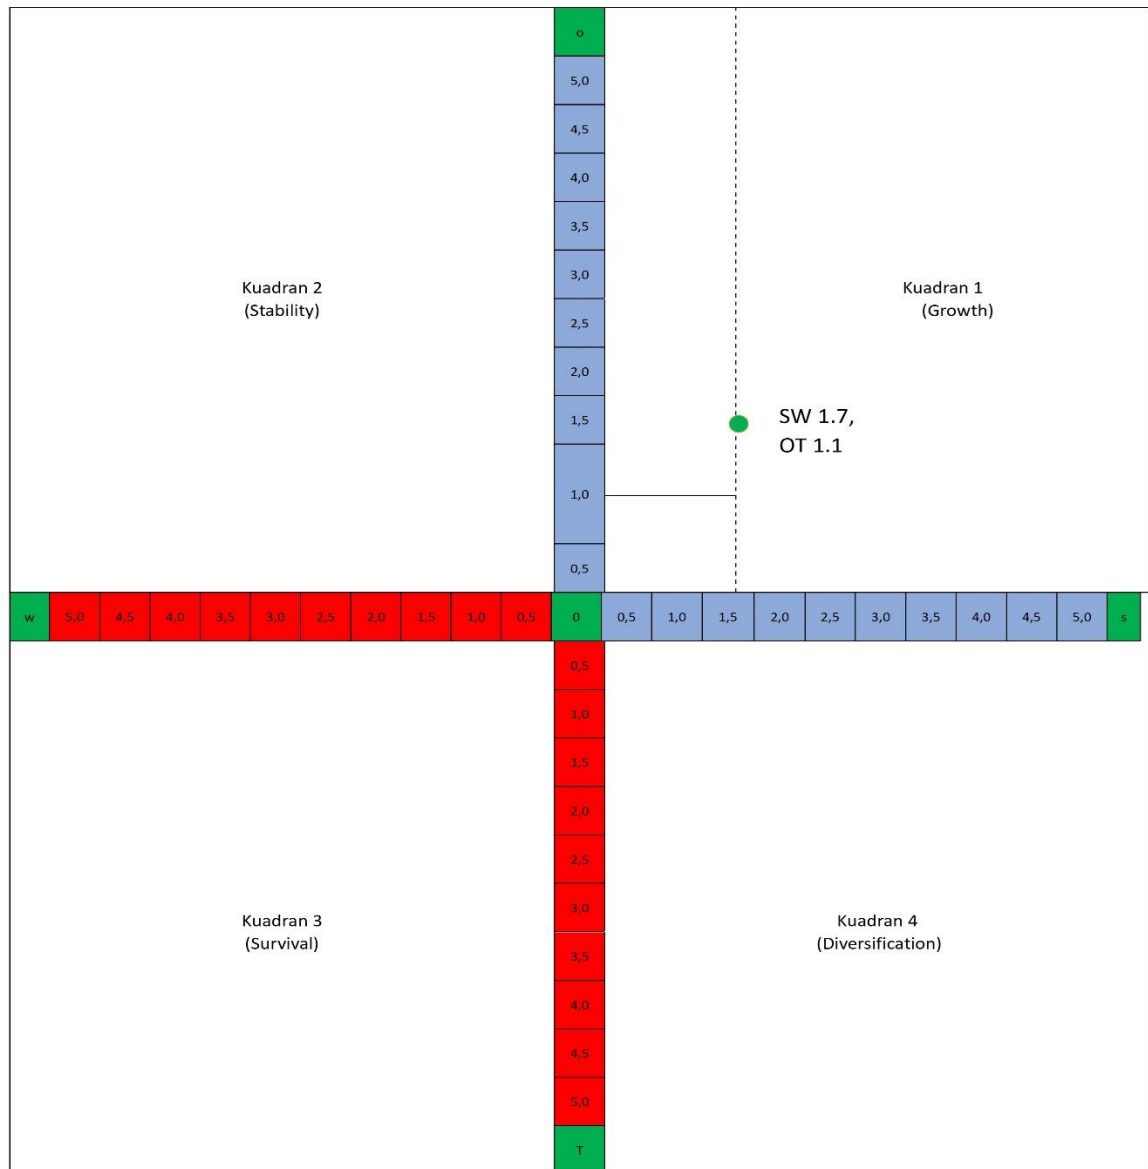 o
5,0
4,5
4,0
3,5
3,0
2,5
2,0
1,5
1,0
0,5
Kuadran 2
(Stability)
Kuadran 1
(Growth)
SW 1.7,
OT 1.1
w 5,0 4,5 4,0 3,5 3,0 2,5 2,0 1,5 1,0 0,5 0 0,5 1,0 1,5 2,0 2,5 3,0 3,5 4,0 4,5 5,0 s
0,5
1,0
1,5
2,0
2,5
3,0
3,5
4,0
4,5
5,0
T
Kuadran 3
(Survival)
Kuadran 4
(Diversification)